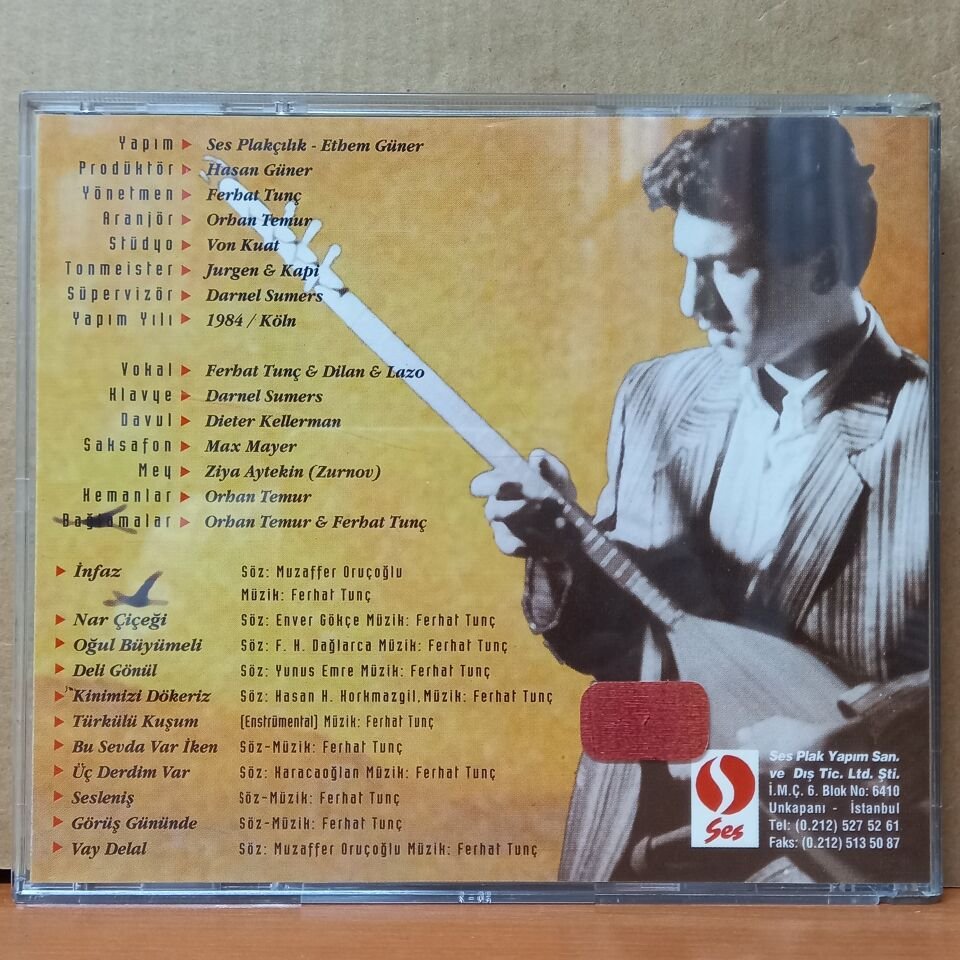 Yapım ▶ Ses Plakçılık - Ethem Güner
Prodüktör ▶ Hasan Güner
Yönetmen ▶ Ferhat Tunç
Aranjör ▶ Orhan Temur
Stüdyo ▶ Von Kuat
Tonmeister ▶ Jurgen & Kapi
Süpervizör ▶ Darnel Sumers
Yapım Yılı ▶ 1984 / Köln
Vokal ▶ Ferhat Tunç & Dilan & Lazo
Klavye ▶ Darnel Sumers
Davul ▶ Dieter Kellerman
Saksafon ▶ Max Mayer
Mey ▶ Ziya Aytekin (Zurnov)
Kemanlar ▶ Orhan Temur
Bağlamalar ▶ Orhan Temur & Ferhat Tunç
▶ İnfaz Söz: Muzaffer Oruçoğlu
Müzik: Ferhat Tunç
▶ Nar Çiçeği Söz: Enver Gökçe Müzik: Ferhat Tunç
▶ Oğul Büyümeli Söz: F. H. Dağlarca Müzik: Ferhat Tunç
▶ Deli Gönül Söz: Yunus Emre Müzik: Ferhat Tunç
▶ Kinimizi Dökeriz Söz: Hasan H. Korkmazgil, Müzik: Ferhat Tunç
▶ Türkülü Kuşum (Enstrümental) Müzik: Ferhat Tunç
▶ Bu Sevda Var İken Söz-Müzik: Ferhat Tunç
▶ Üç Derdim Var Söz: Karacaoğlan Müzik: Ferhat Tunç
▶ Sesleniş Söz-Müzik: Ferhat Tunç
▶ Görüş Gününde Söz-Müzik: Ferhat Tunç
▶ Vay Delal Söz: Muzaffer Oruçoğlu Müzik: Ferhat Tunç
Ses
Ses Plak Yapım San.
ve Dış Tic. Ltd. Şti.
İ.M.Ç. 6. Blok No: 6410
Unkapanı - İstanbul
Tel: (0.212) 527 52 61
Faks: (0.212) 513 50 87